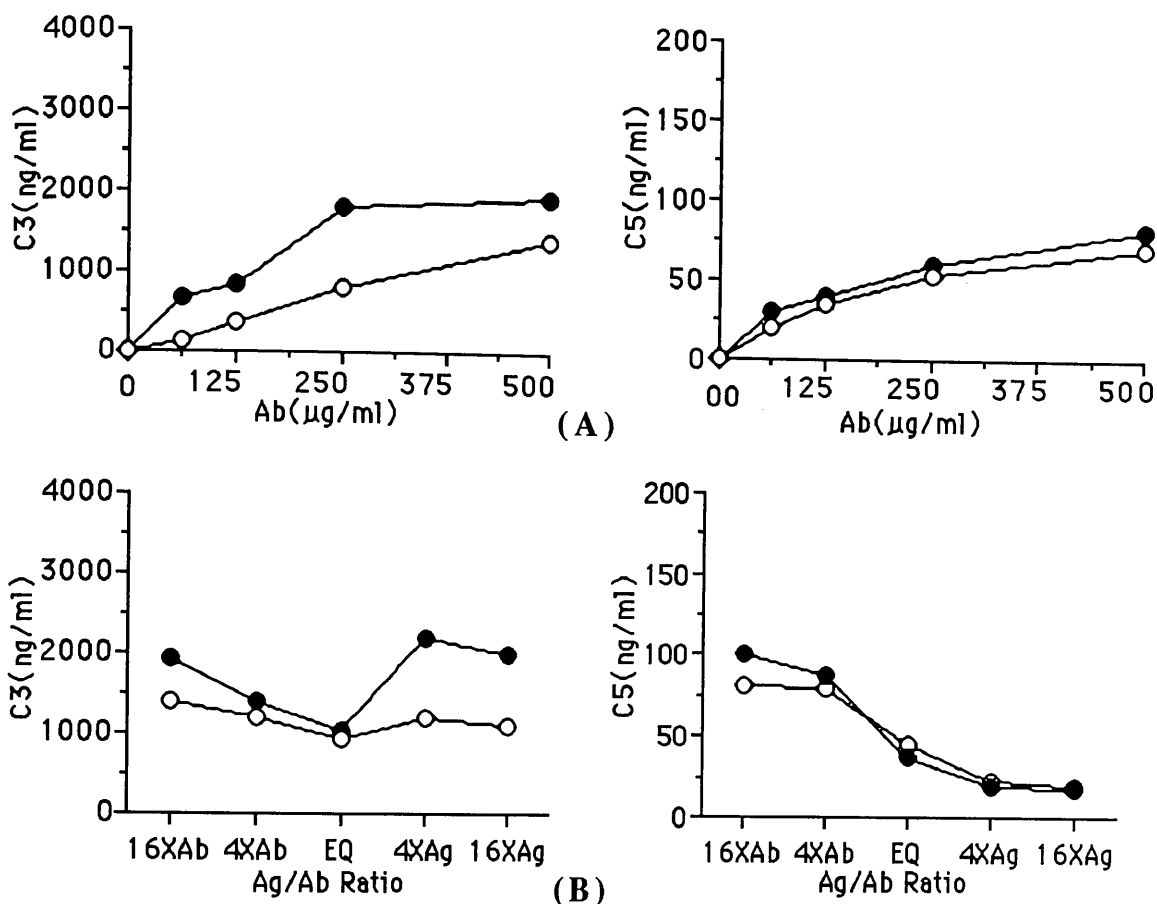 C3(ng/ml)
4000
3000
2000
1000
0
0 125 250 375 500
Ab(μg/ml)
C5(ng/ml)
200
150
100
50
0
00 125 250 375 500
Ab(μg/ml)
(A)
C3(ng/ml)
4000
3000
2000
1000
0
16XAb 4XAb EQ 4XAg 16XAg
Ag/Ab Ratio
C5(ng/ml)
200
150
100
50
0
16XAb 4XAb EQ 4XAg 16XAg
Ag/Ab Ratio
(B)